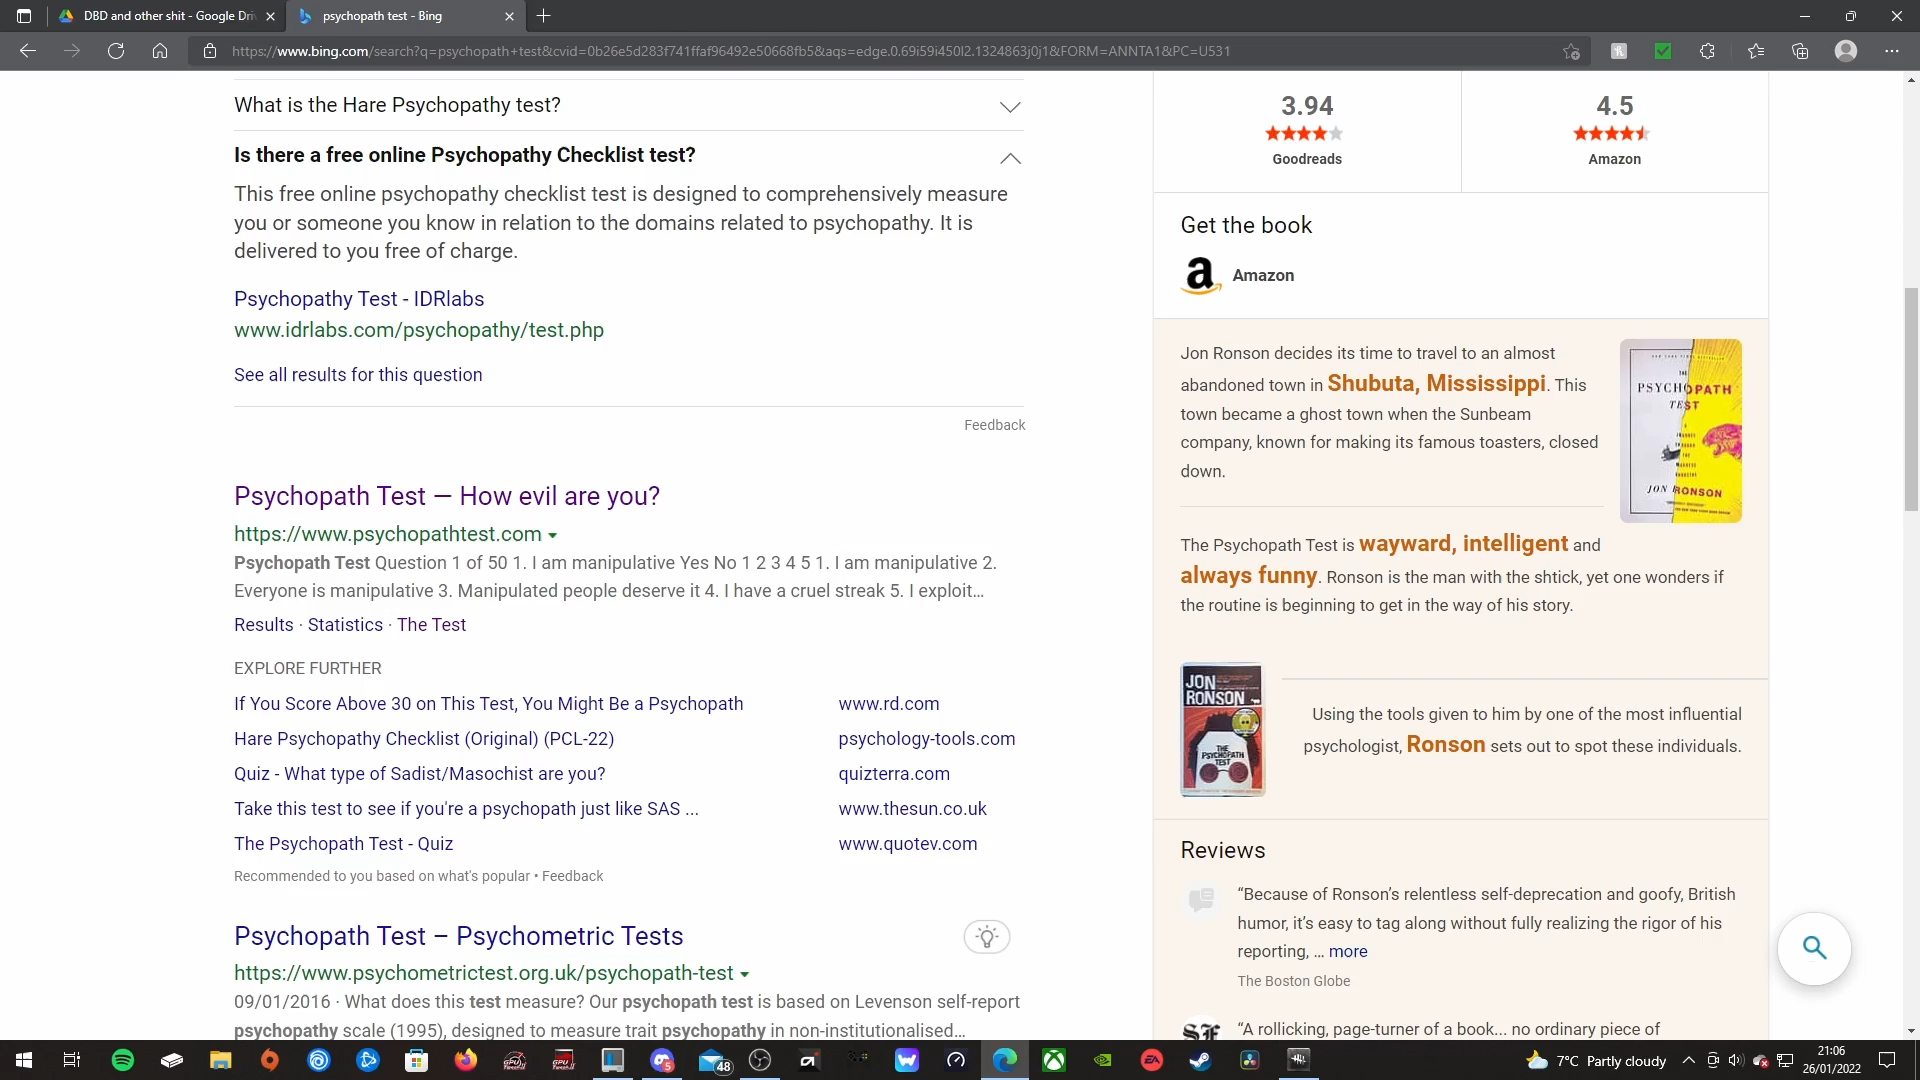 DBD and other shit - Google Dri
psychopath test - Bing
https://www.bing.com/search?q=psychopath+test&cvid=0b26e5d283f741ffaf96492e50668fb5&aqs=edge.0.69i59i450l2.1324863j0j1&FORM=ANNTA1&PC=U531
What is the Hare Psychopathy test?
Is there a free online Psychopathy Checklist test?
This free online psychopathy checklist test is designed to comprehensively measure
you or someone you know in relation to the domains related to psychopathy. It is
delivered to you free of charge.
Psychopathy Test - IDRlabs
www.idrlabs.com/psychopathy/test.php
See all results for this question
Feedback
Psychopath Test — How evil are you?
https://www.psychopathtest.com
Psychopath Test Question 1 of 50 1. I am manipulative Yes No 1 2 3 4 5 1. I am manipulative 2.
Everyone is manipulative 3. Manipulated people deserve it 4. I have a cruel streak 5. I exploit…
Results · Statistics · The Test
EXPLORE FURTHER
If You Score Above 30 on This Test, You Might Be a Psychopath www.rd.com
Hare Psychopathy Checklist (Original) (PCL-22) psychology-tools.com
Quiz - What type of Sadist/Masochist are you? quizterra.com
Take this test to see if you're a psychopath just like SAS ... www.thesun.co.uk
The Psychopath Test - Quiz www.quotev.com
Recommended to you based on what's popular • Feedback
Psychopath Test – Psychometric Tests
https://www.psychometrictest.org.uk/psychopath-test
09/01/2016 · What does this test measure? Our psychopath test is based on Levenson self-report
psychopathy scale (1995), designed to measure trait psychopathy in non-institutionalised…
3.94
Goodreads
4.5
Amazon
Get the book
a Amazon
Jon Ronson decides its time to travel to an almost
abandoned town in Shubuta, Mississippi. This
town became a ghost town when the Sunbeam
company, known for making its famous toasters, closed
down.
THE
PSYCHOPATH
TEST
JON RONSON
The Psychopath Test is wayward, intelligent and
always funny. Ronson is the man with the shtick, yet one wonders if
the routine is beginning to get in the way of his story.
JON
RONSON
THE
PSYCHOPATH
TEST
Using the tools given to him by one of the most influential
psychologist, Ronson sets out to spot these individuals.
Reviews
“Because of Ronson’s relentless self-deprecation and goofy, British
humor, it’s easy to tag along without fully realizing the rigor of his
reporting, … more
The Boston Globe
SF
“A rollicking, page-turner of a book... no ordinary piece of
5
48
EA
7°C Partly cloudy
21:06
26/01/2022